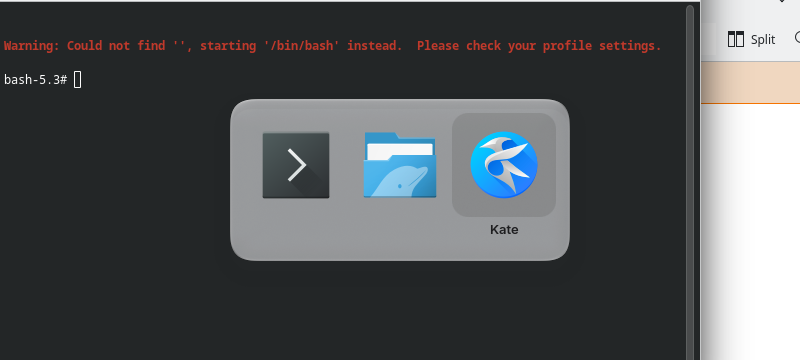 Warning: Could not find '', starting '/bin/bash' instead.  Please check your profile settings.
Split
bash-5.3#
Kate